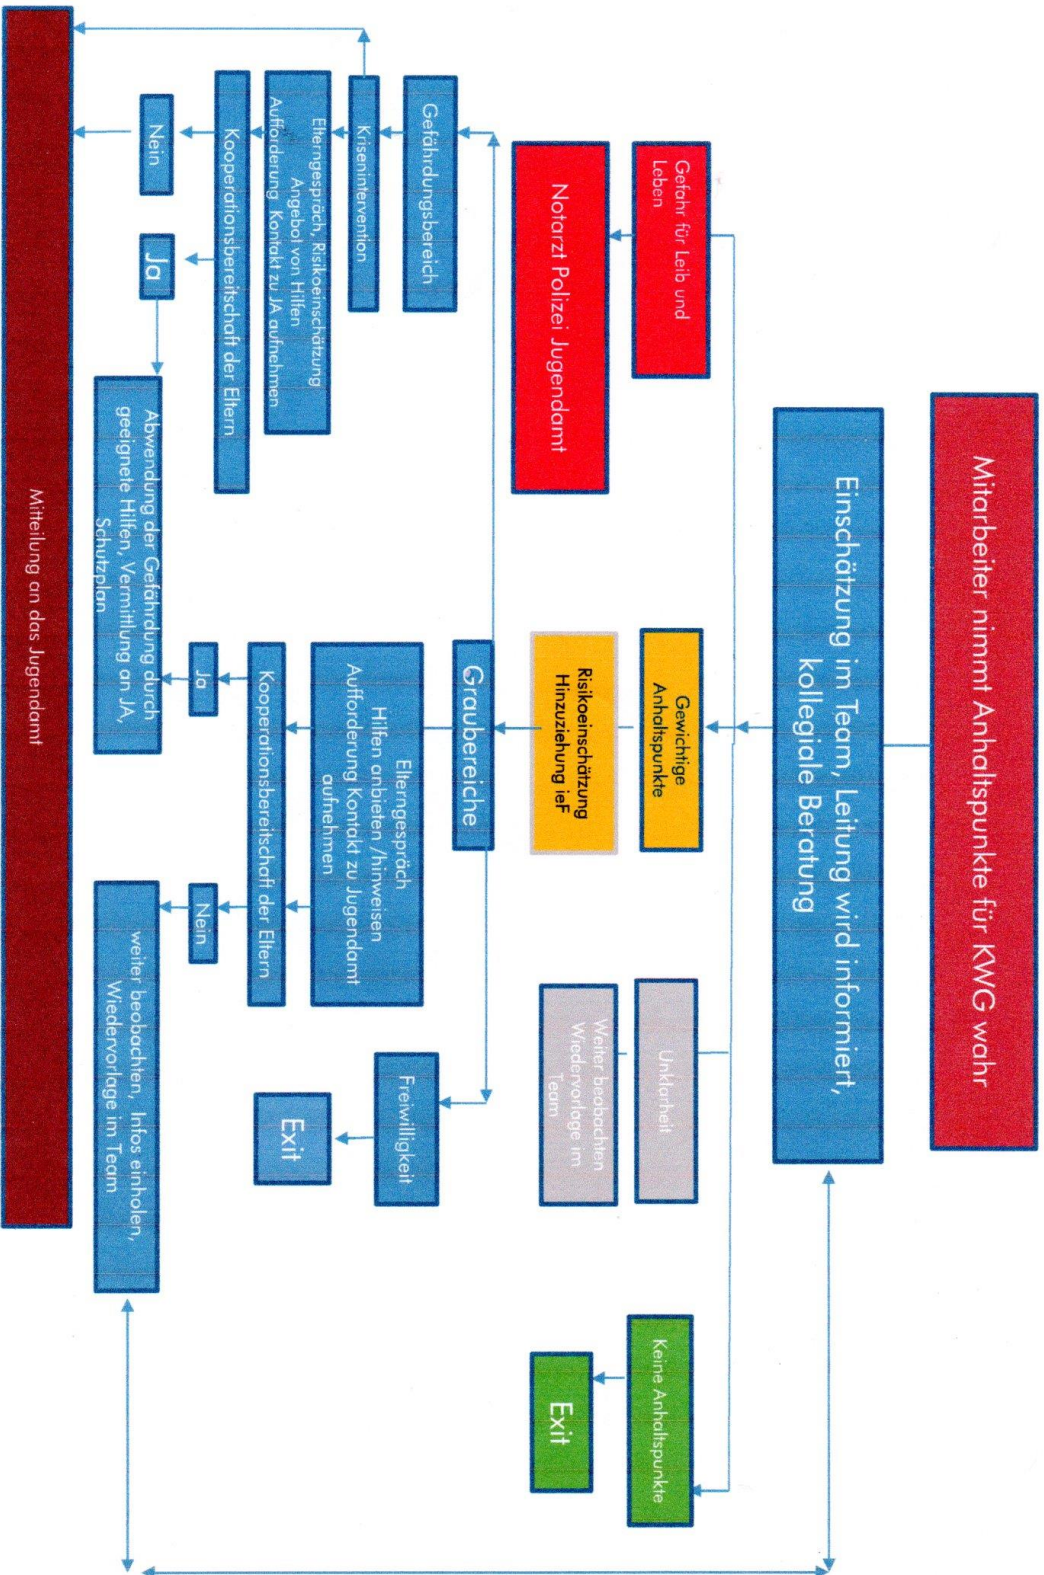 Mitarbeiter nimmt Anhaltspunkte für KWG wahr
Einschätzung im Team, Leitung wird informiert,
kollegiale Beratung
Gefahr für Leib und
Leben
Notarzt Polizei Jugendamt
Gewichtige
Anhaltspunkte
Risikoeinschätzung
Hinzuziehung ieF
Unklarheit
Weiter beobachten
Wiedervorlage im
Team
Keine Anhaltspunkte
Exit
Gefährdungsbereich
Krisenintervention
Elterngespräch, Risikoeinschätzung
Angebot von Hilfen
Aufforderung Kontakt zu JA aufnehmen
Kooperationsbereitschaft der Eltern
Nein
Ja
Abwendung der Gefährdung durch
geeignete Hilfen, Vermittlung an JA,
Schutzplan
Graubereiche
Elterngespräch
Hilfen anbieten /hinweisen
Aufforderung Kontakt zu Jugendamt
aufnehmen
Kooperationsbereitschaft der Eltern
Ja
Nein
weiter beobachten, Infos einholen,
Wiedervorlage im Team
Freiwilligkeit
Exit
Mitteilung an das Jugendamt